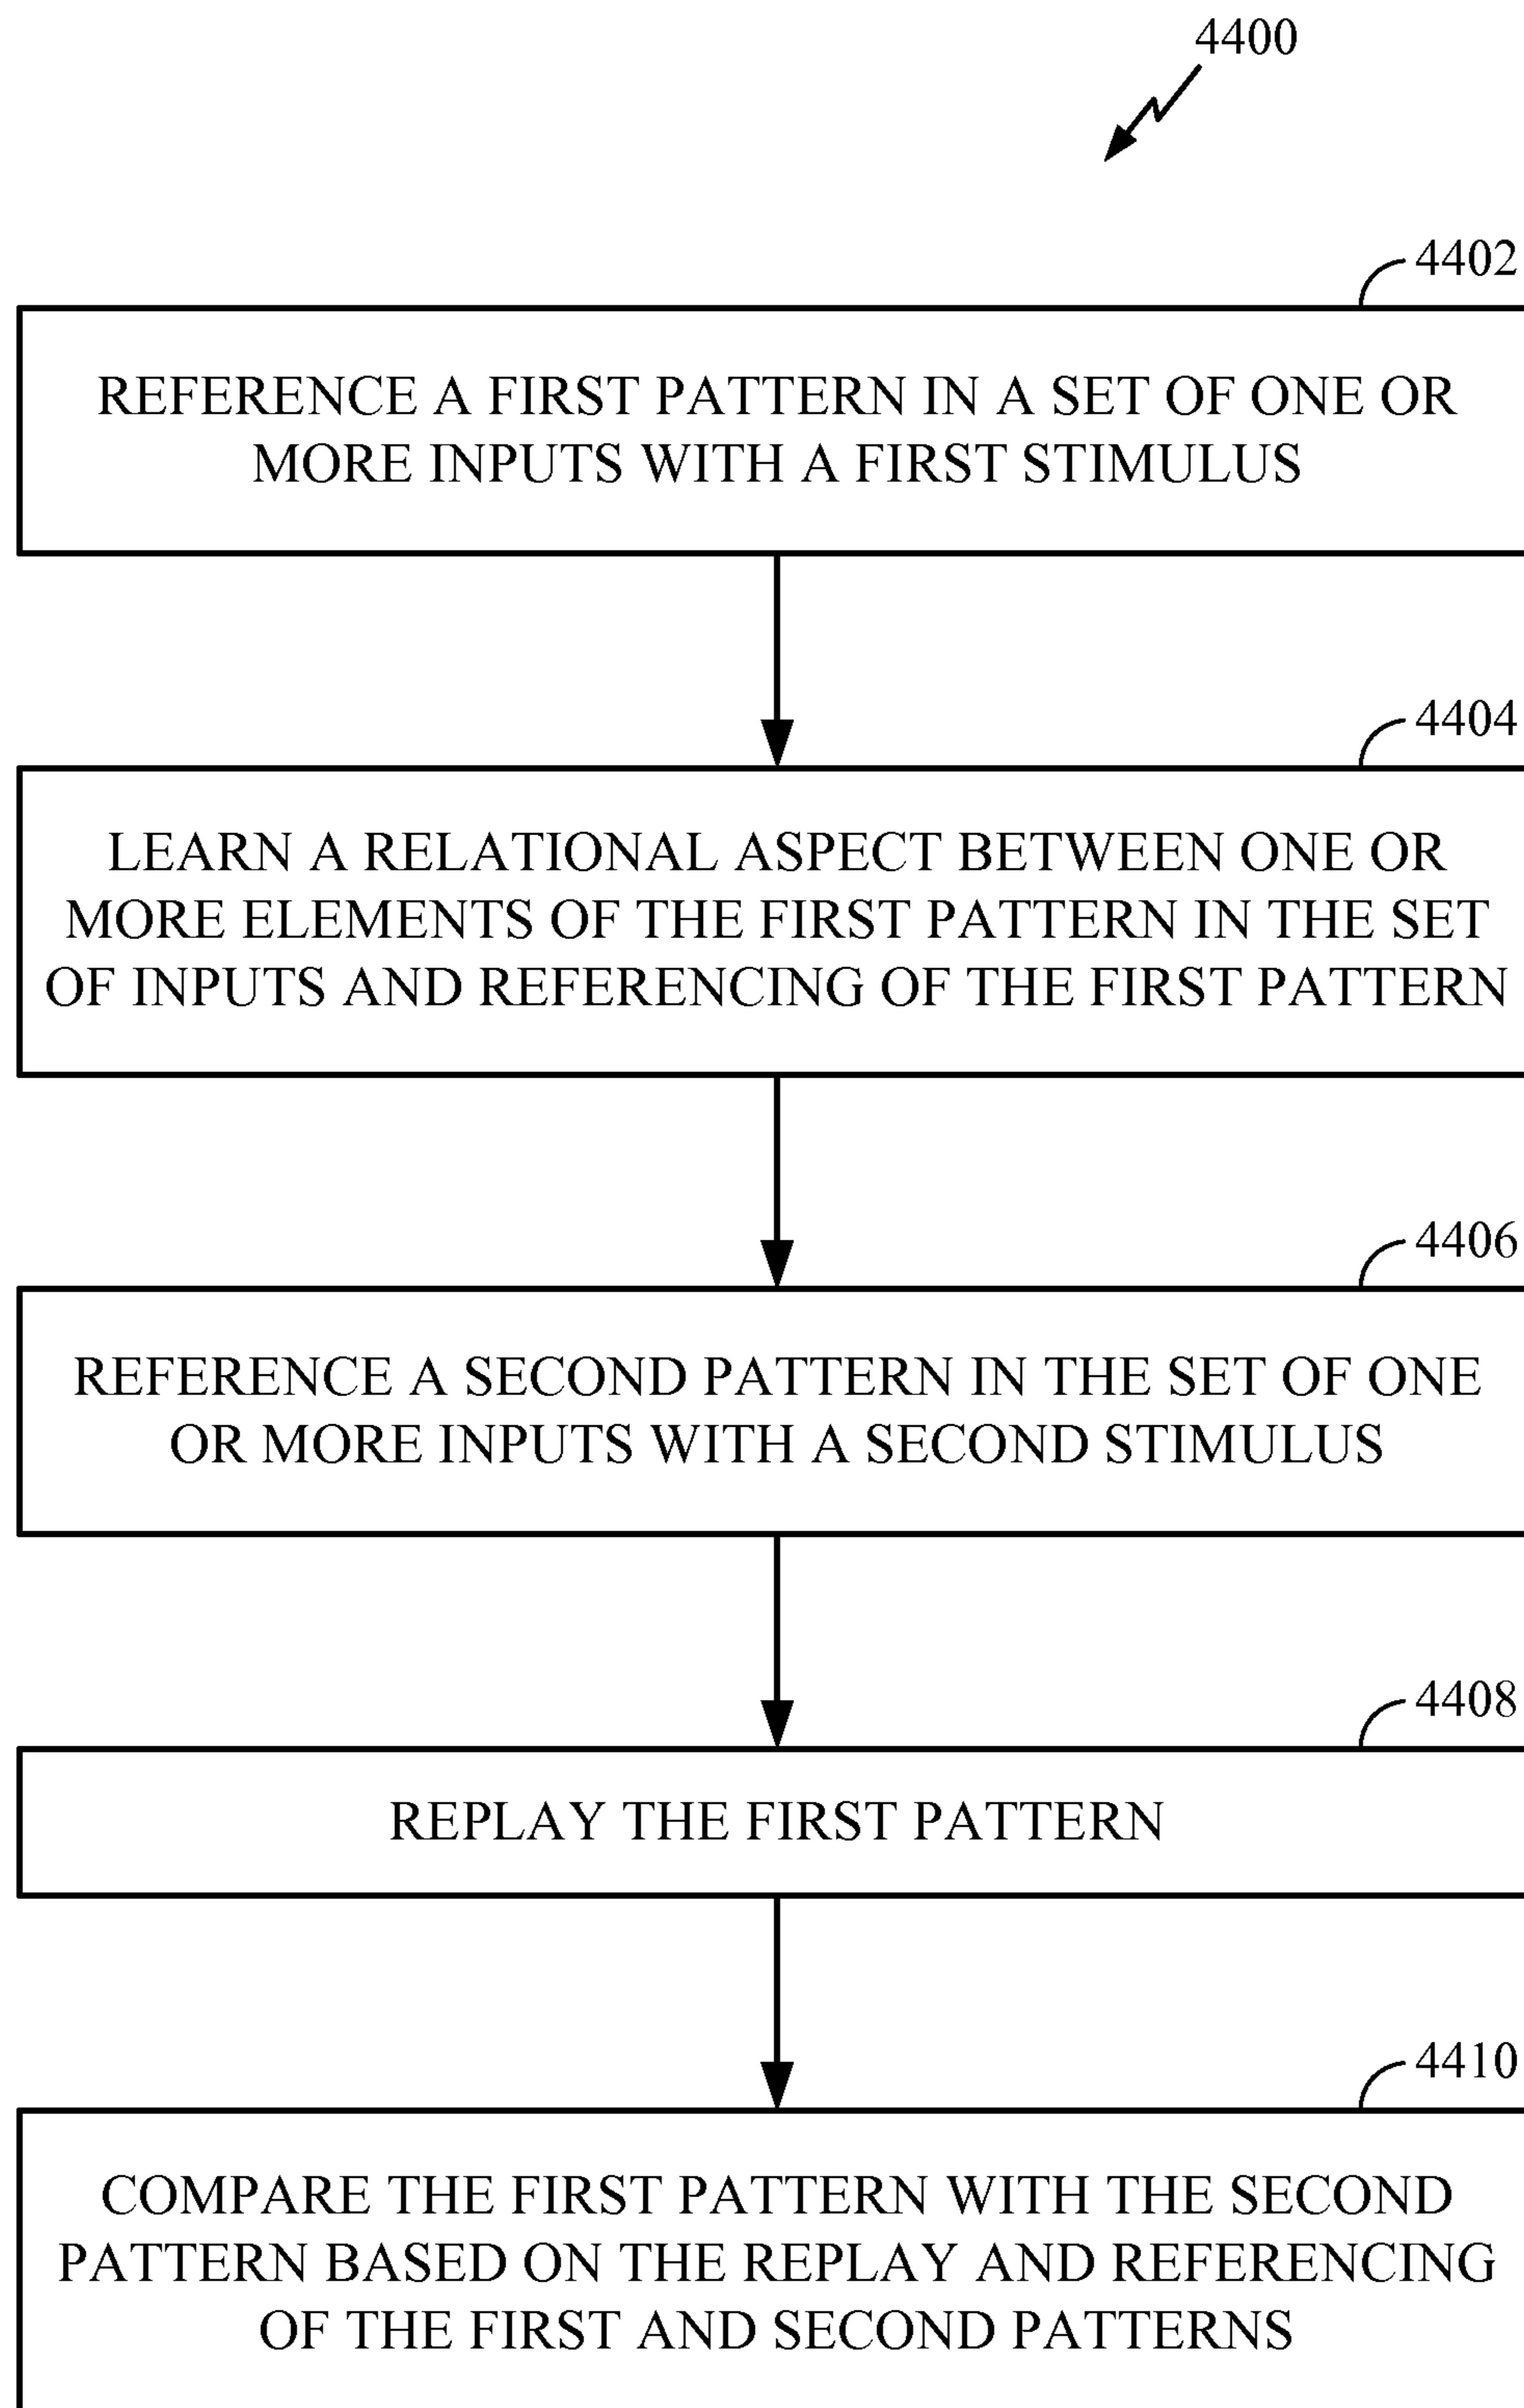 4400
4402
REFERENCE A FIRST PATTERN IN A SET OF ONE OR
MORE INPUTS WITH A FIRST STIMULUS
4404
LEARN A RELATIONAL ASPECT BETWEEN ONE OR
MORE ELEMENTS OF THE FIRST PATTERN IN THE SET
OF INPUTS AND REFERENCING OF THE FIRST PATTERN
4406
REFERENCE A SECOND PATTERN IN THE SET OF ONE
OR MORE INPUTS WITH A SECOND STIMULUS
4408
REPLAY THE FIRST PATTERN
4410
COMPARE THE FIRST PATTERN WITH THE SECOND
PATTERN BASED ON THE REPLAY AND REFERENCING
OF THE FIRST AND SECOND PATTERNS